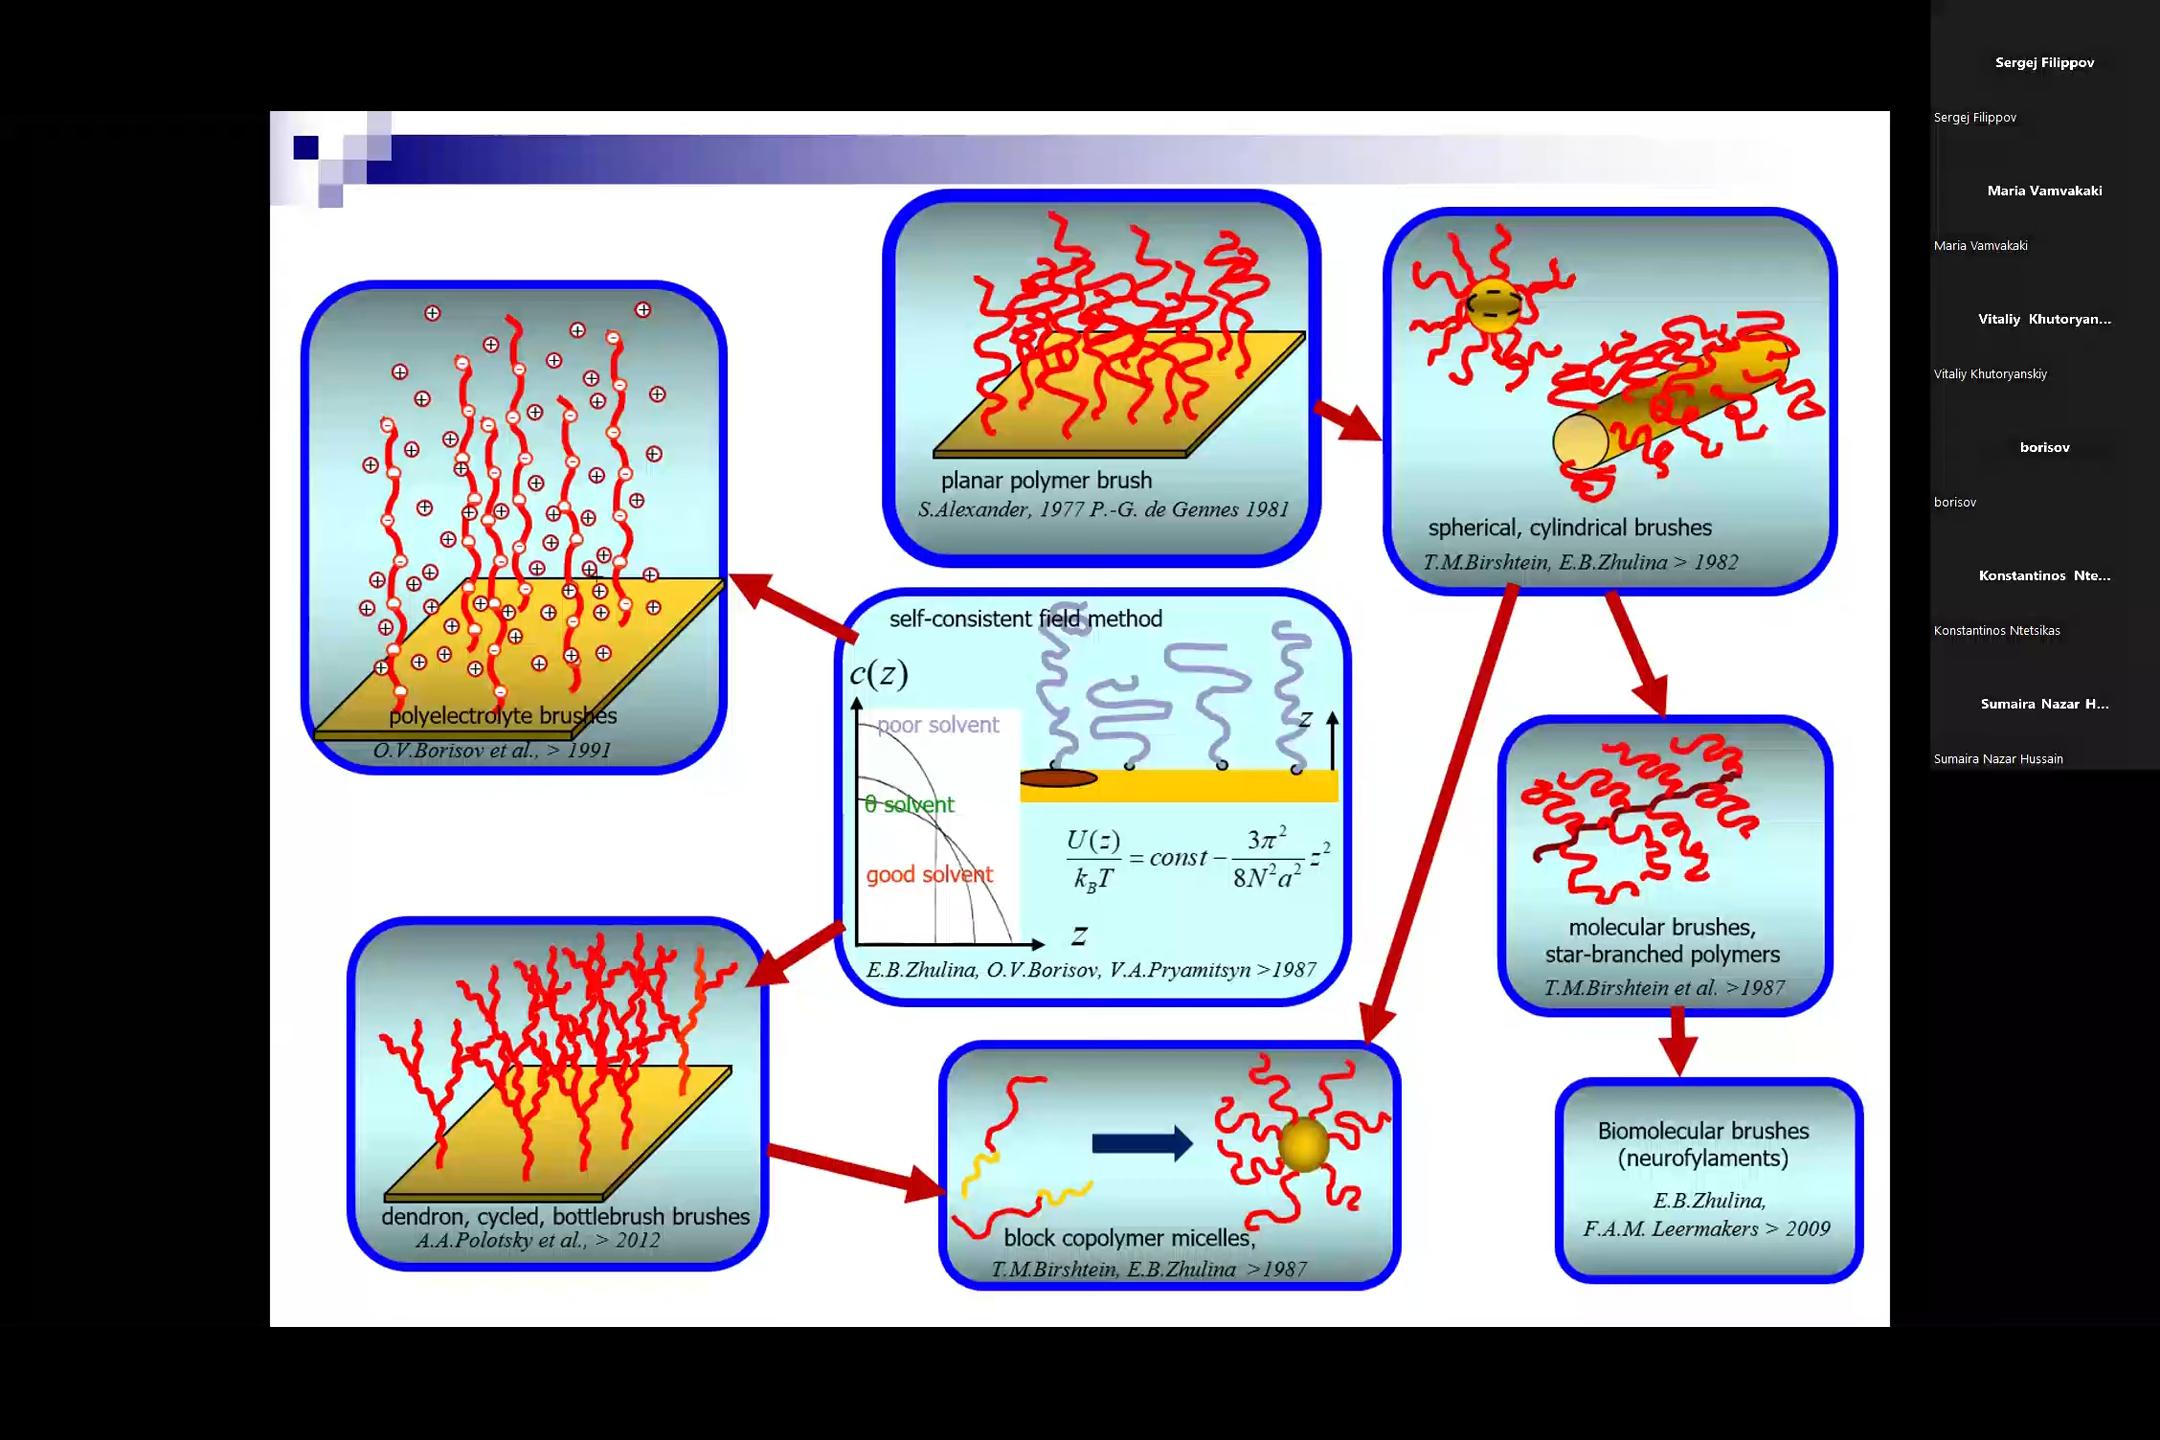 planar polymer brush
S.Alexander, 1977 P.-G. de Gennes 1981
spherical, cylindrical brushes
T.M.Birshtein, E.B.Zhulina > 1982
polyelectrolyte brushes
O.V.Borisov et al., > 1991
self-consistent field method
c(z)
poor solvent
θ solvent
good solvent
z
z
U(z)/k_BT = const − 3π²/8N²a² z²
E.B.Zhulina, O.V.Borisov, V.A.Pryamitsyn >1987
molecular brushes,
star-branched polymers
T.M.Birshtein et al. >1987
dendron, cycled, bottlebrush brushes
A.A.Polotsky et al., > 2012
block copolymer micelles,
T.M.Birshtein, E.B.Zhulina >1987
Biomolecular brushes
(neurofylaments)
E.B.Zhulina,
F.A.M. Leermakers > 2009
Sergej Filippov
Sergej Filippov
Maria Vamvakaki
Maria Vamvakaki
Vitaliy Khutoryan...
Vitaliy Khutoryanskiy
borisov
borisov
Konstantinos Nte...
Konstantinos Ntetsikas
Sumaira Nazar H...
Sumaira Nazar Hussain